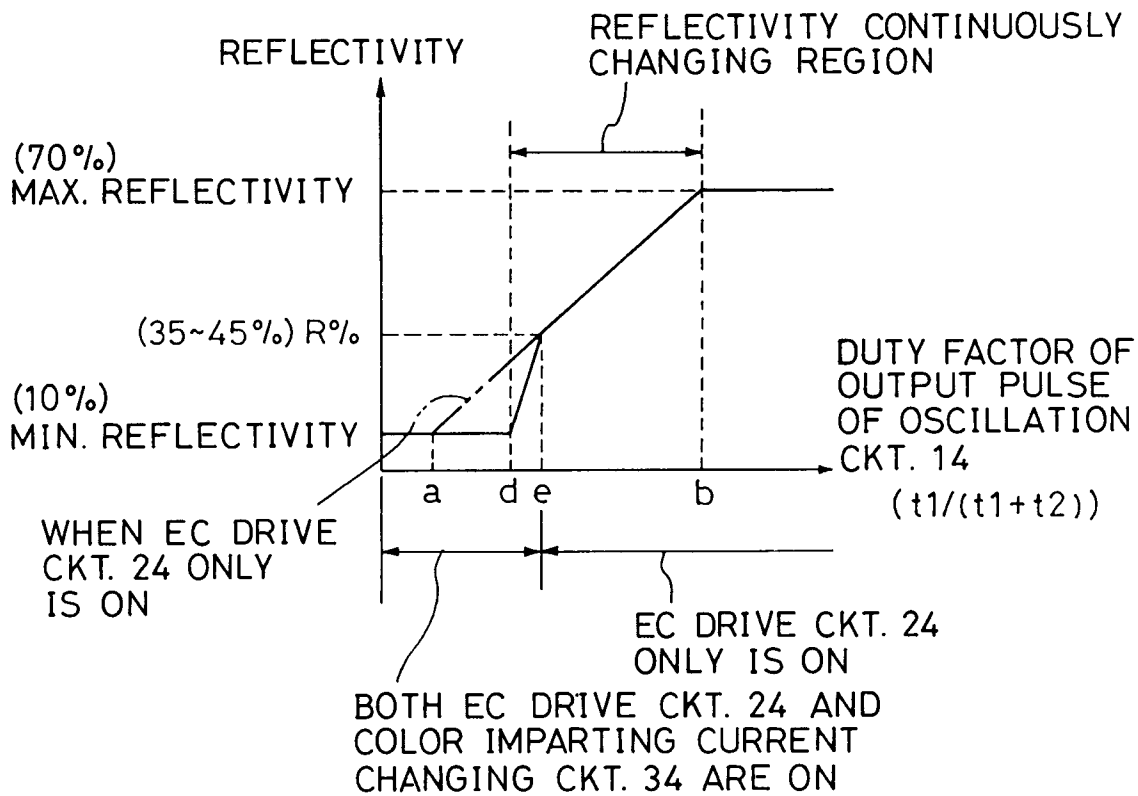 REFLECTIVITY
REFLECTIVITY CONTINUOUSLY
CHANGING REGION
(70%)
MAX. REFLECTIVITY
(35~45%) R%
(10%)
MIN. REFLECTIVITY
DUTY FACTOR OF
OUTPUT PULSE
OF OSCILLATION
CKT. 14
(t1/(t1+t2))
a d e b
WHEN EC DRIVE
CKT. 24 ONLY
IS ON
EC DRIVE CKT. 24
ONLY IS ON
BOTH EC DRIVE CKT. 24 AND
COLOR IMPARTING CURRENT
CHANGING CKT. 34 ARE ON